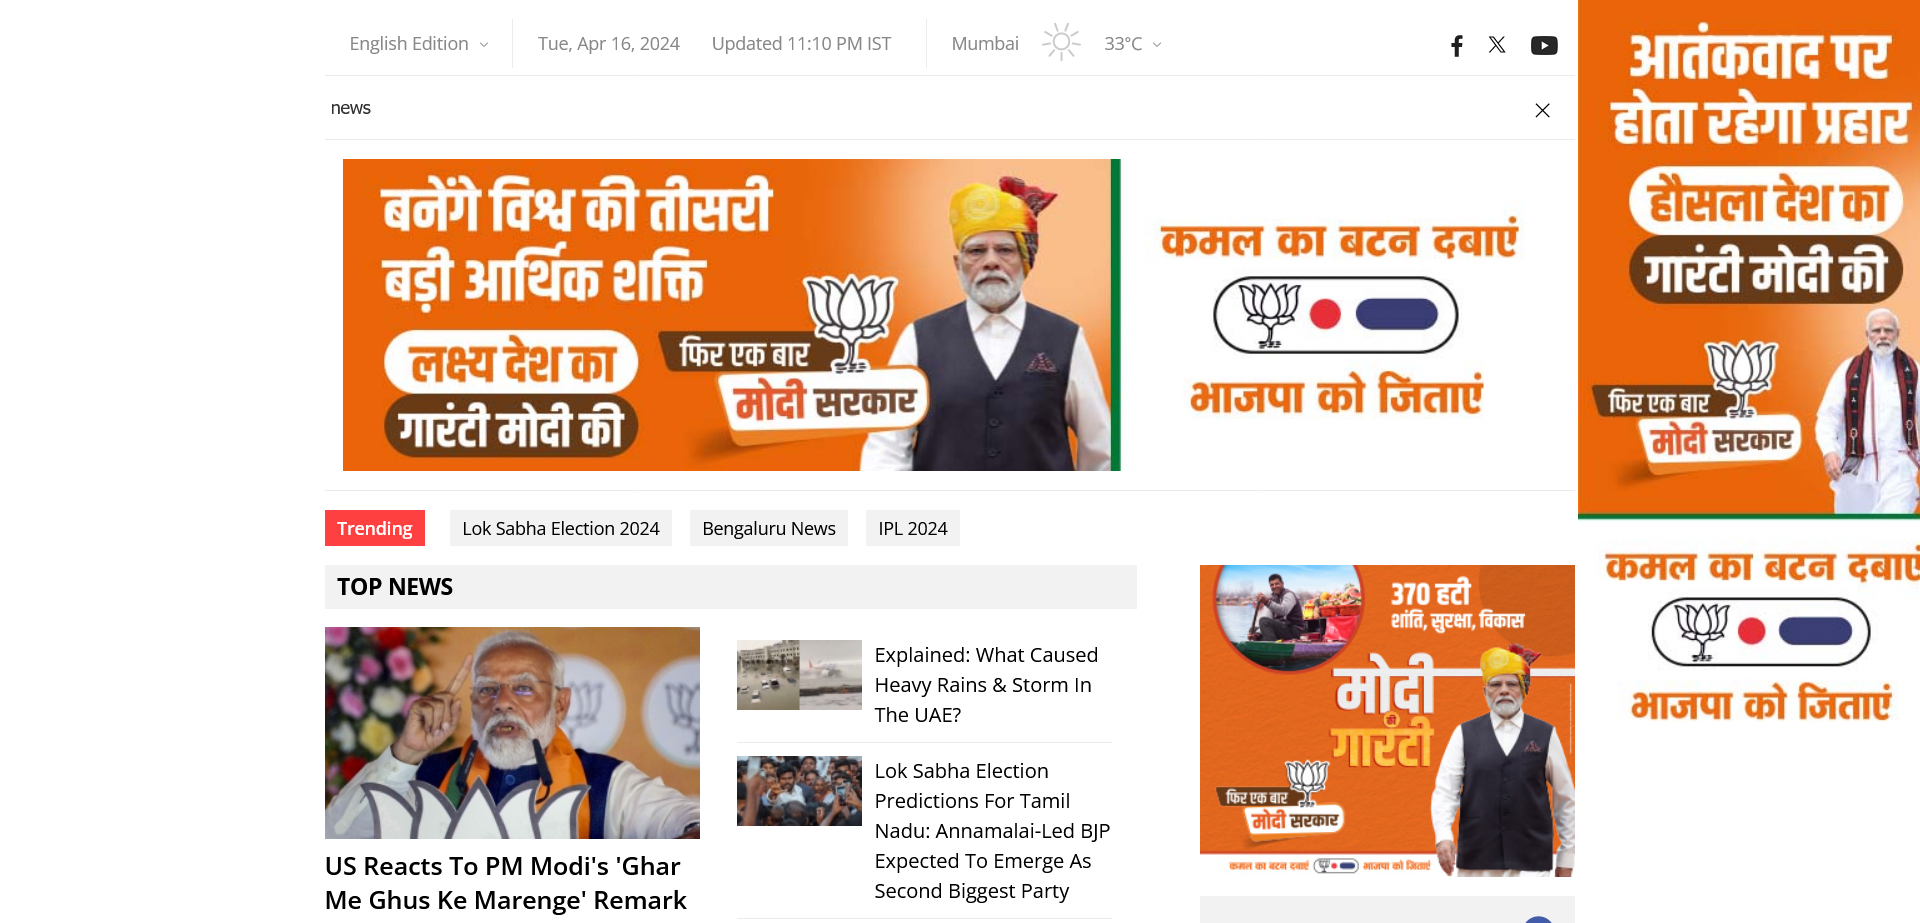 English Edition
Tue, Apr 16, 2024
Updated 11:10 PM IST
Mumbai
33°C
news
बनेंगे विश्व की तीसरी
बड़ी आर्थिक शक्ति
लक्ष्य देश का
गारंटी मोदी की
फिर एक बार
मोदी सरकार
कमल का बटन दबाएं
भाजपा को जिताएं
आतंकवाद पर
होता रहेगा प्रहार
हौसला देश का
गारंटी मोदी की
फिर एक बार
मोदी सरकार
कमल का बटन दबाएं
भाजपा को जिताएं
Trending
Lok Sabha Election 2024
Bengaluru News
IPL 2024
TOP NEWS
US Reacts To PM Modi's 'Ghar
Me Ghus Ke Marenge' Remark
Explained: What Caused
Heavy Rains & Storm In
The UAE?
Lok Sabha Election
Predictions For Tamil
Nadu: Annamalai-Led BJP
Expected To Emerge As
Second Biggest Party
370 हटी
शांति, सुरक्षा, विकास
मोदी
की
गारंटी
फिर एक बार
मोदी सरकार
कमल का बटन दबाएं
भाजपा को जिताएं